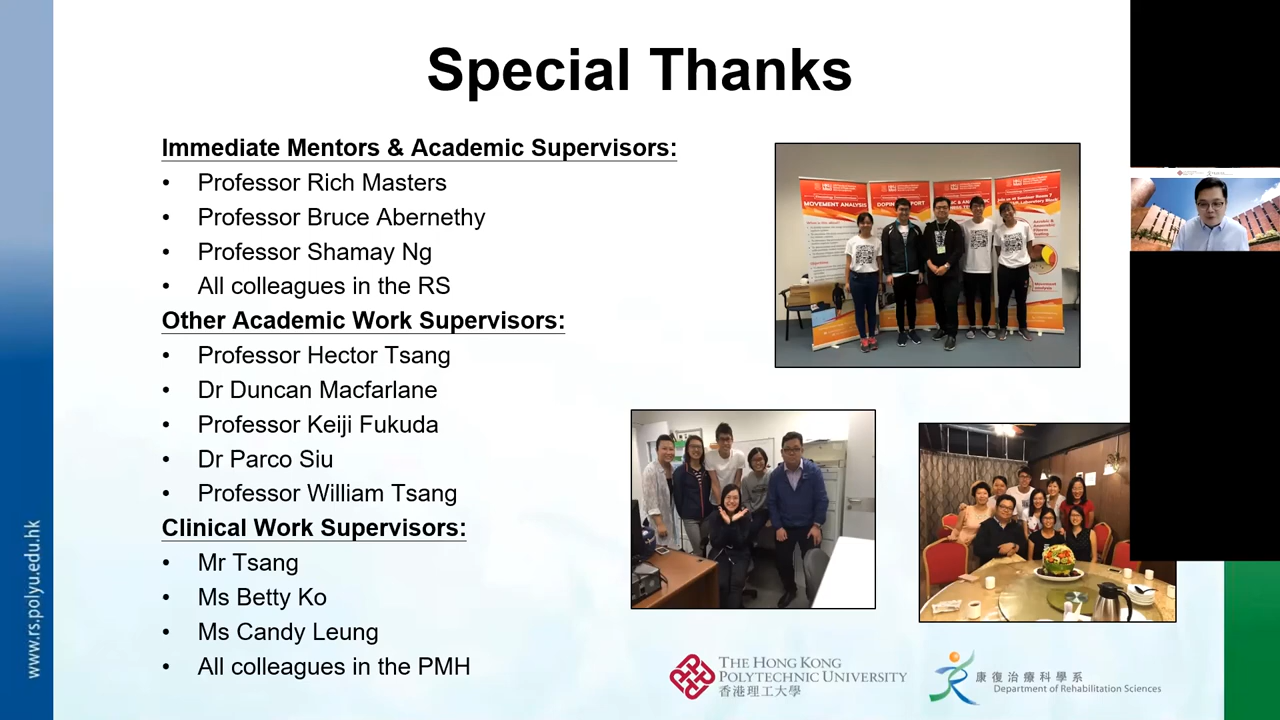 Special Thanks
Immediate Mentors & Academic Supervisors:
• Professor Rich Masters
• Professor Bruce Abernethy
• Professor Shamay Ng
• All colleagues in the RS
Other Academic Work Supervisors:
• Professor Hector Tsang
• Dr Duncan Macfarlane
• Professor Keiji Fukuda
• Dr Parco Siu
• Professor William Tsang
Clinical Work Supervisors:
• Mr Tsang
• Ms Betty Ko
• Ms Candy Leung
• All colleagues in the PMH
www.rs.polyu.edu.hk
MOVEMENT ANALYSIS
THE HONG KONG
POLYTECHNIC UNIVERSITY
香港理工大學
康復治療科學系
Department of Rehabilitation Sciences